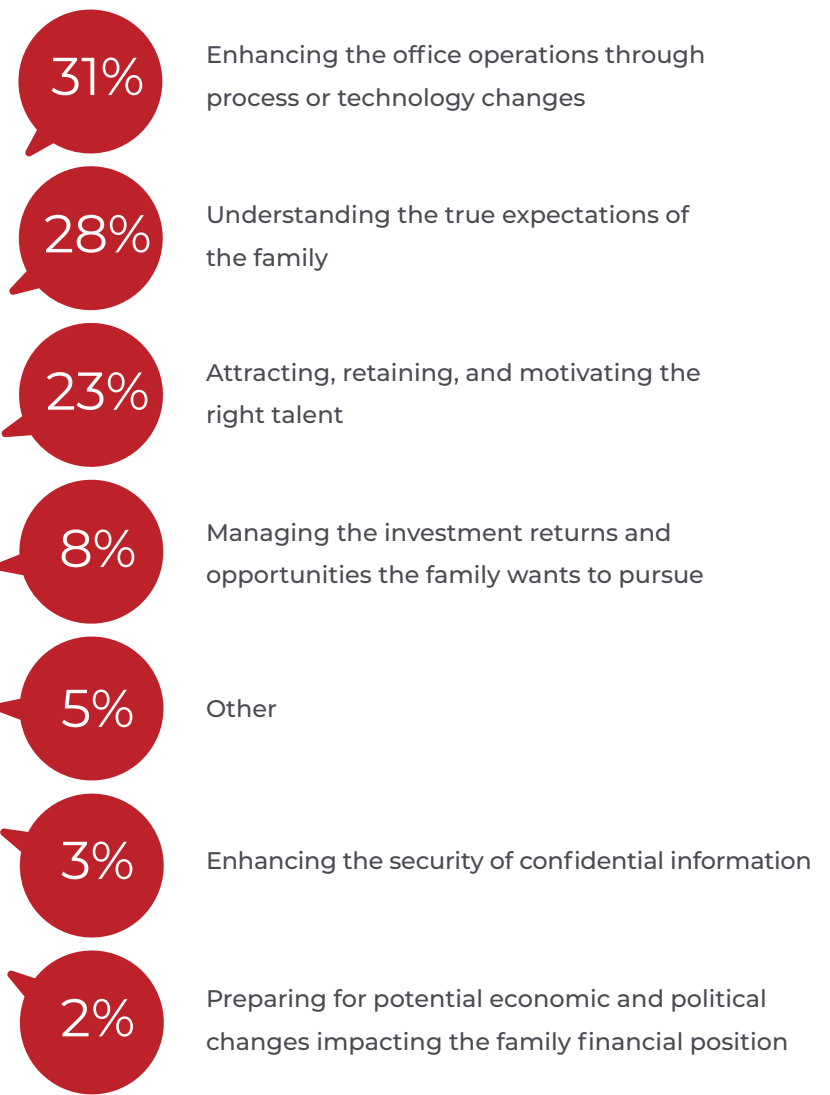 31%
Enhancing the office operations through
process or technology changes
28%
Understanding the true expectations of
the family
23%
Attracting, retaining, and motivating the
right talent
8%
Managing the investment returns and
opportunities the family wants to pursue
5%
Other
3%
Enhancing the security of confidential information
2%
Preparing for potential economic and political
changes impacting the family financial position